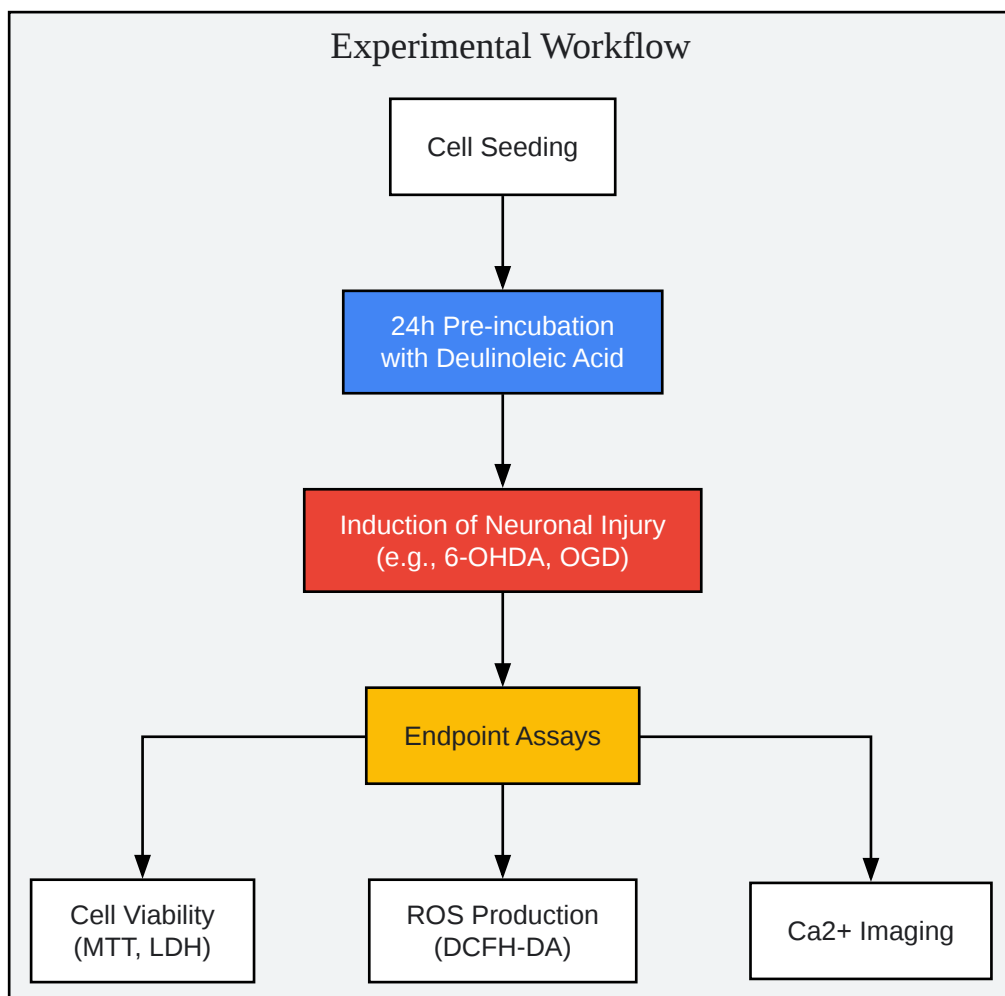 Experimental Workflow
Cell Seeding
24h Pre-incubation
with Deulinoleic Acid
Induction of Neuronal Injury
(e.g., 6-OHDA, OGD)
Endpoint Assays
Cell Viability
(MTT, LDH)
ROS Production
(DCFH-DA)
Ca2+ Imaging